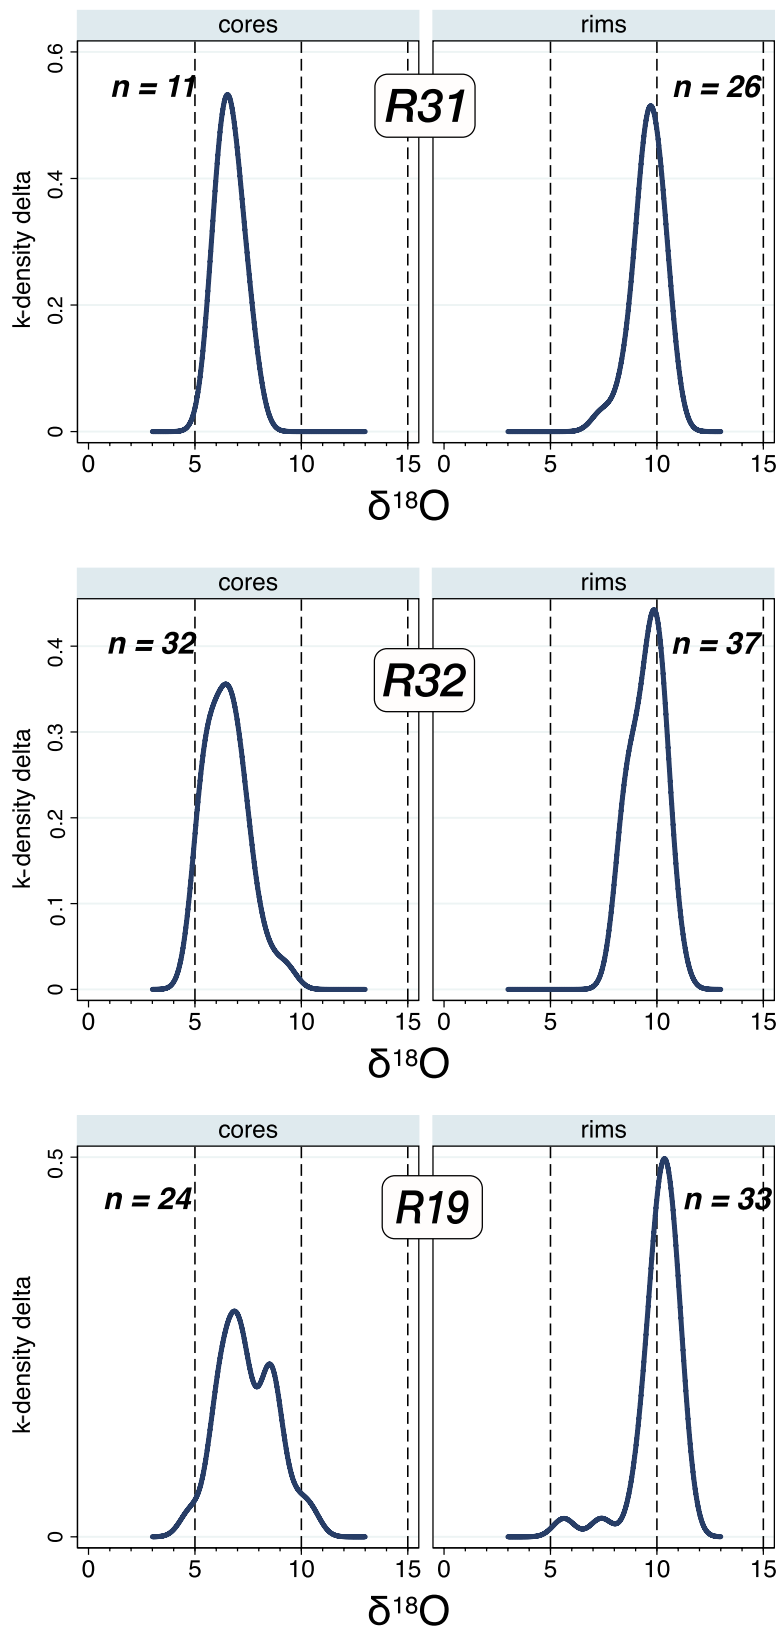 cores rims
0.6
n = 11 R31 n = 26
0.4
0.2
0
k-density delta
0 5 10 15 0 5 10 15
δ¹⁸O
cores rims
n = 32 R32 n = 37
0.4
0.3
0.2
0.1
0
k-density delta
0 5 10 15 0 5 10 15
δ¹⁸O
cores rims
0.5
n = 24 R19 n = 33
0
k-density delta
0 5 10 15 0 5 10 15
δ¹⁸O